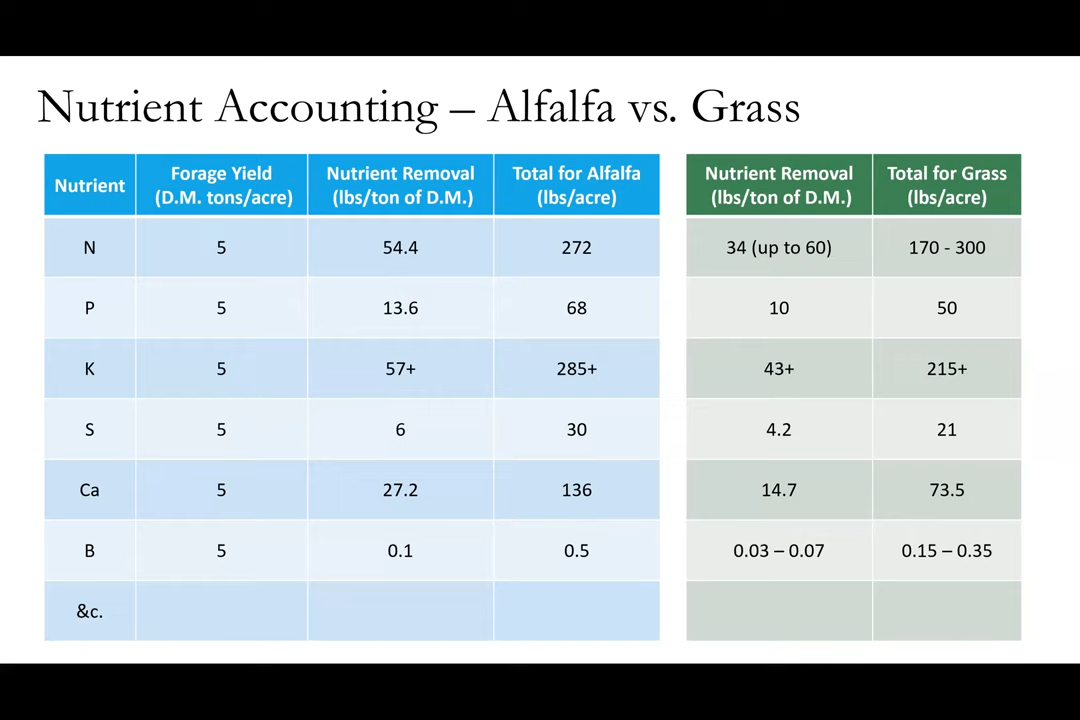 Nutrient Accounting – Alfalfa vs. Grass
Nutrient Forage Yield (D.M. tons/acre) Nutrient Removal (lbs/ton of D.M.) Total for Alfalfa (lbs/acre) Nutrient Removal (lbs/ton of D.M.) Total for Grass (lbs/acre)
N 5 54.4 272 34 (up to 60) 170 - 300
P 5 13.6 68 10 50
K 5 57+ 285+ 43+ 215+
S 5 6 30 4.2 21
Ca 5 27.2 136 14.7 73.5
B 5 0.1 0.5 0.03 – 0.07 0.15 – 0.35
&c.